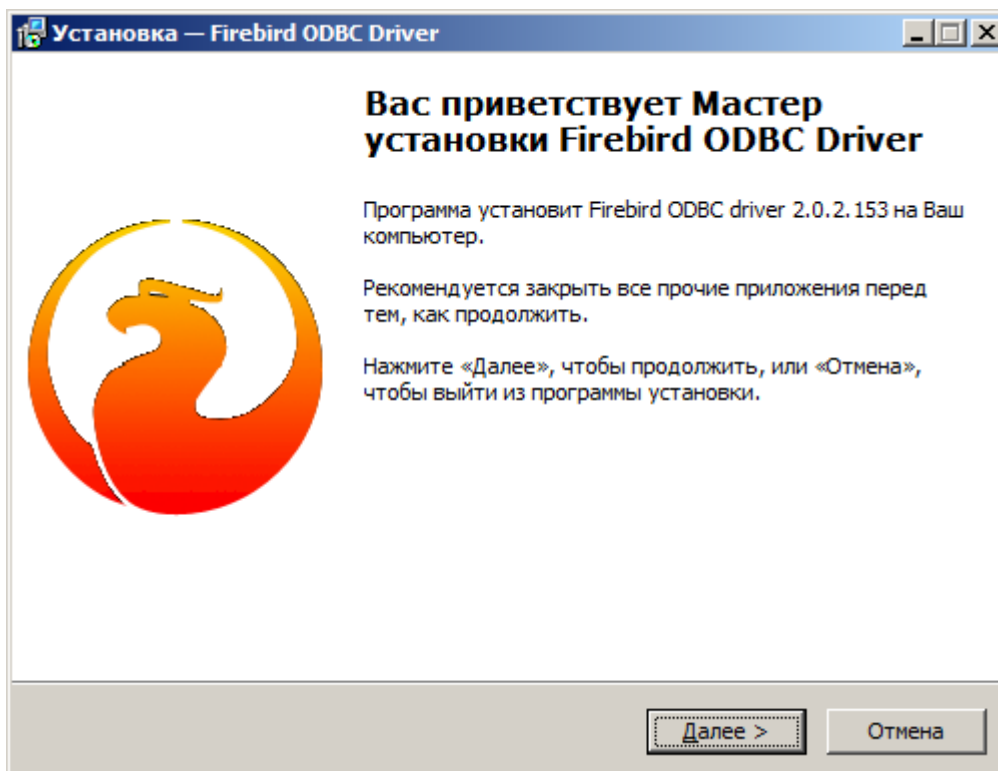 Установка — Firebird ODBC Driver
Вас приветствует Мастер
установки Firebird ODBC Driver
Программа установит Firebird ODBC driver 2.0.2.153 на Ваш
компьютер.
Рекомендуется закрыть все прочие приложения перед
тем, как продолжить.
Нажмите «Далее», чтобы продолжить, или «Отмена»,
чтобы выйти из программы установки.
Далее >
Отмена